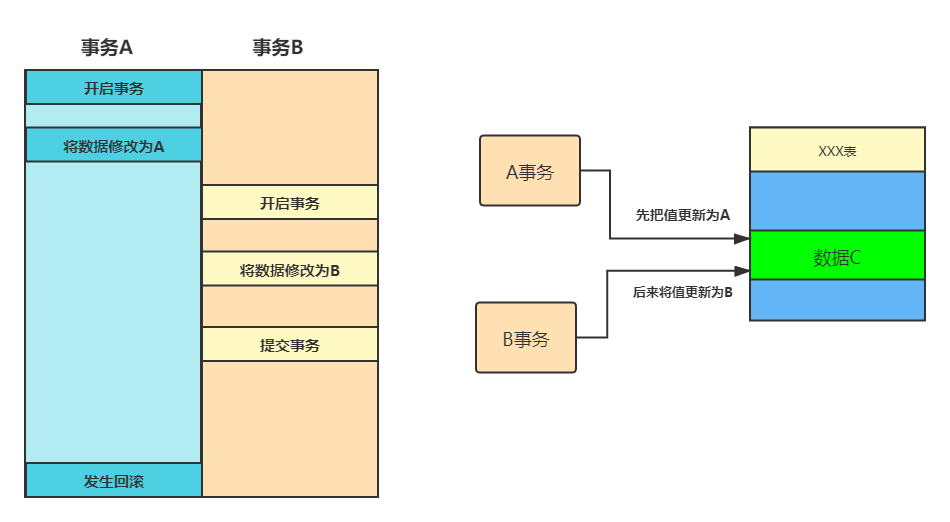 事务A
事务B
开启事务
将数据修改为A
开启事务
将数据修改为B
提交事务
发生回滚
A事务
B事务
先把值更新为A
后来将值更新为B
XXX表
数据C